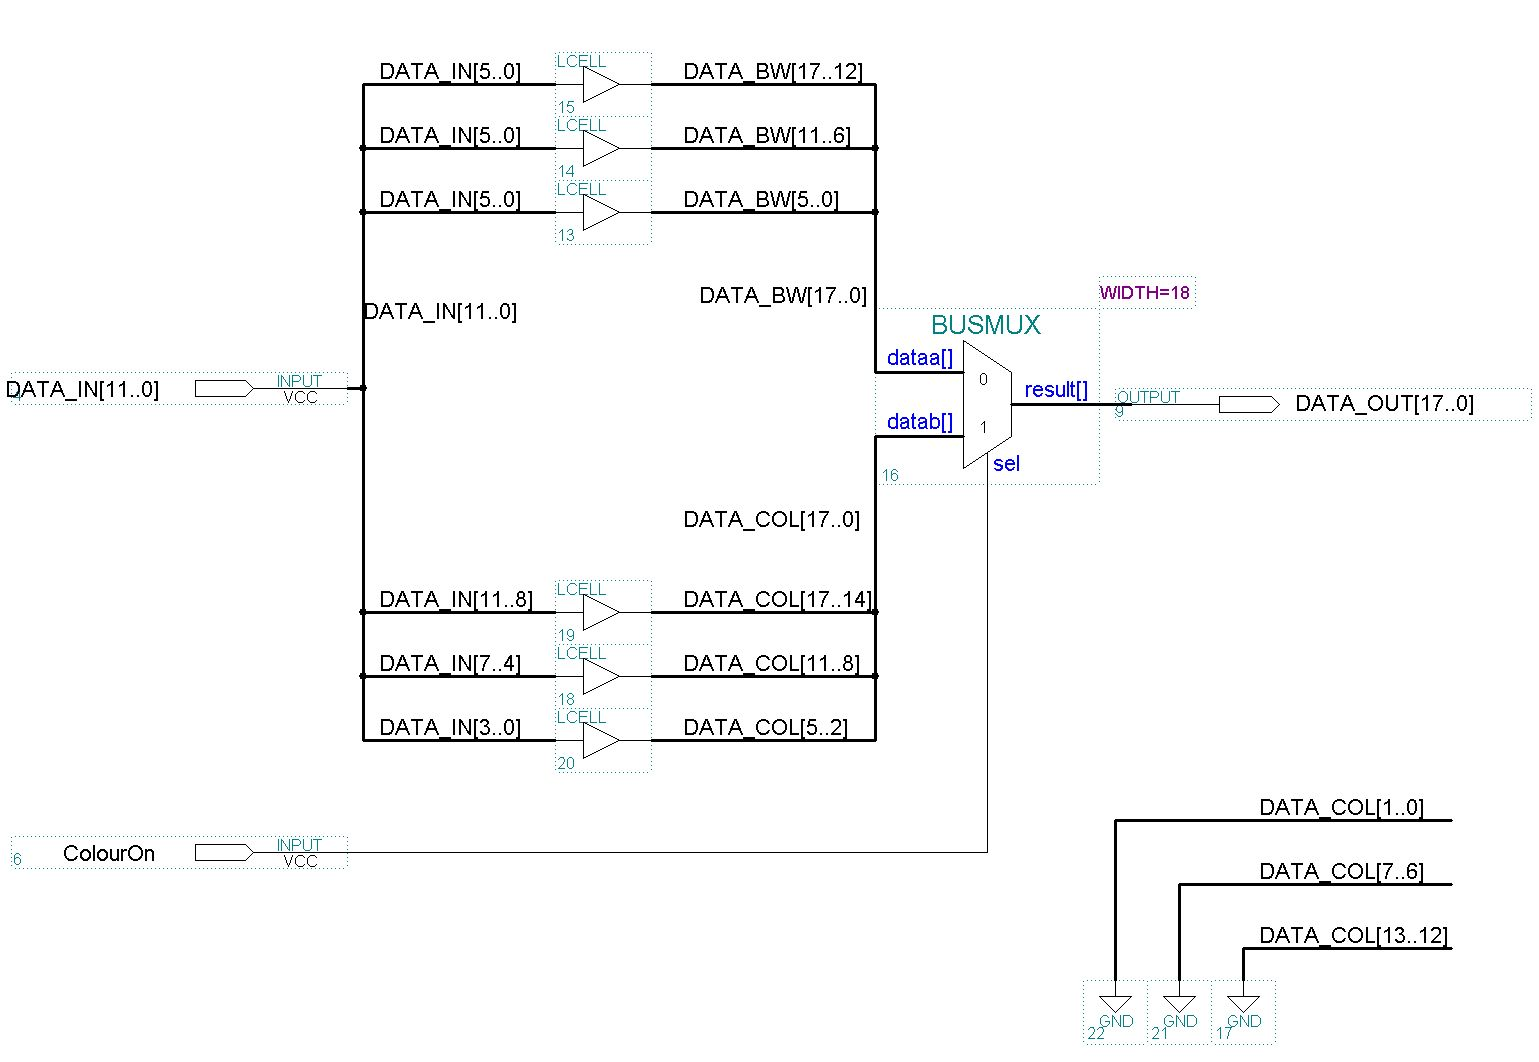 LCELL
DATA_IN[5..0]
DATA_BW[17..12]
15
LCELL
DATA_IN[5..0]
DATA_BW[11..6]
14
LCELL
DATA_IN[5..0]
DATA_BW[5..0]
13
DATA_IN[11..0]
DATA_BW[17..0]
WIDTH=18
BUSMUX
dataa[]
0
DATA_IN[11..0]
INPUT
VCC
result[]
OUTPUT
9
DATA_OUT[17..0]
datab[]
1
sel
16
DATA_COL[17..0]
LCELL
DATA_IN[11..8]
DATA_COL[17..14]
19
LCELL
DATA_IN[7..4]
DATA_COL[11..8]
18
LCELL
DATA_IN[3..0]
DATA_COL[5..2]
20
DATA_COL[1..0]
6
ColourOn
INPUT
VCC
DATA_COL[7..6]
DATA_COL[13..12]
GND
22
GND
21
GND
17